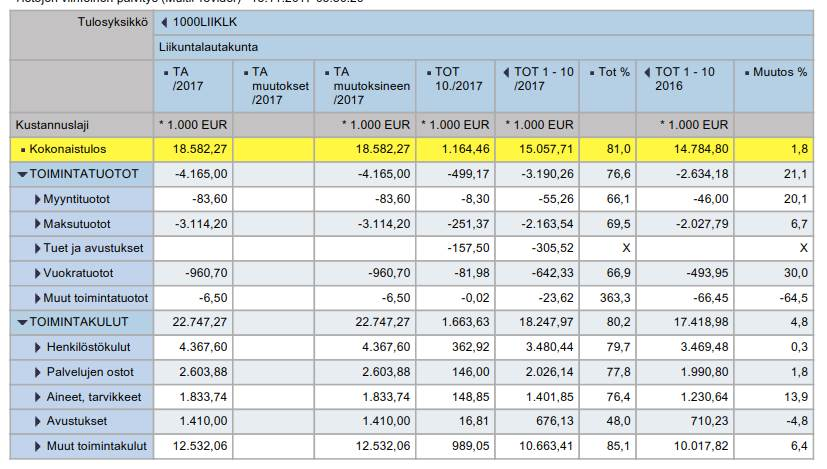 Tulosyksikkö 1000LIIKLK
Liikuntalautakunta
TA /2017 TA muutokset /2017 TA muutoksineen /2017 TOT 10./2017 TOT 1 - 10 /2017 Tot % TOT 1 - 10 2016 Muutos %
Kustannuslaji * 1.000 EUR * 1.000 EUR * 1.000 EUR * 1.000 EUR * 1.000 EUR
Kokonaistulos 18.582,27 18.582,27 1.164,46 15.057,71 81,0 14.784,80 1,8
TOIMINTATUOTOT -4.165,00 -4.165,00 -499,17 -3.190,26 76,6 -2.634,18 21,1
Myyntituotot -83,60 -83,60 -8,30 -55,26 66,1 -46,00 20,1
Maksutuotot -3.114,20 -3.114,20 -251,37 -2.163,54 69,5 -2.027,79 6,7
Tuet ja avustukset -157,50 -305,52 X X
Vuokratuotot -960,70 -960,70 -81,98 -642,33 66,9 -493,95 30,0
Muut toimintatuotot -6,50 -6,50 -0,02 -23,62 363,3 -66,45 -64,5
TOIMINTAKULUT 22.747,27 22.747,27 1.663,63 18.247,97 80,2 17.418,98 4,8
Henkilöstökulut 4.367,60 4.367,60 362,92 3.480,44 79,7 3.469,48 0,3
Palvelujen ostot 2.603,88 2.603,88 146,00 2.026,14 77,8 1.990,80 1,8
Aineet, tarvikkeet 1.833,74 1.833,74 148,85 1.401,85 76,4 1.230,64 13,9
Avustukset 1.410,00 1.410,00 16,81 676,13 48,0 710,23 -4,8
Muut toimintakulut 12.532,06 12.532,06 989,05 10.663,41 85,1 10.017,82 6,4